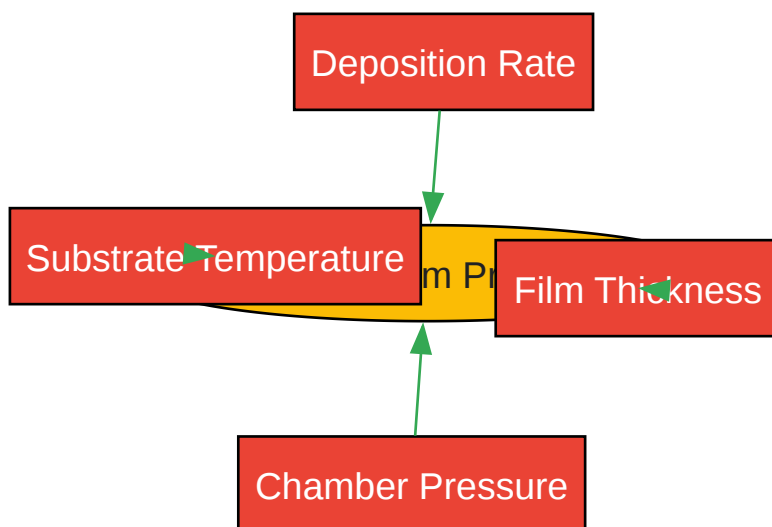 Deposition Rate
Substrate Temperature
Film Thickness
Chamber Pressure